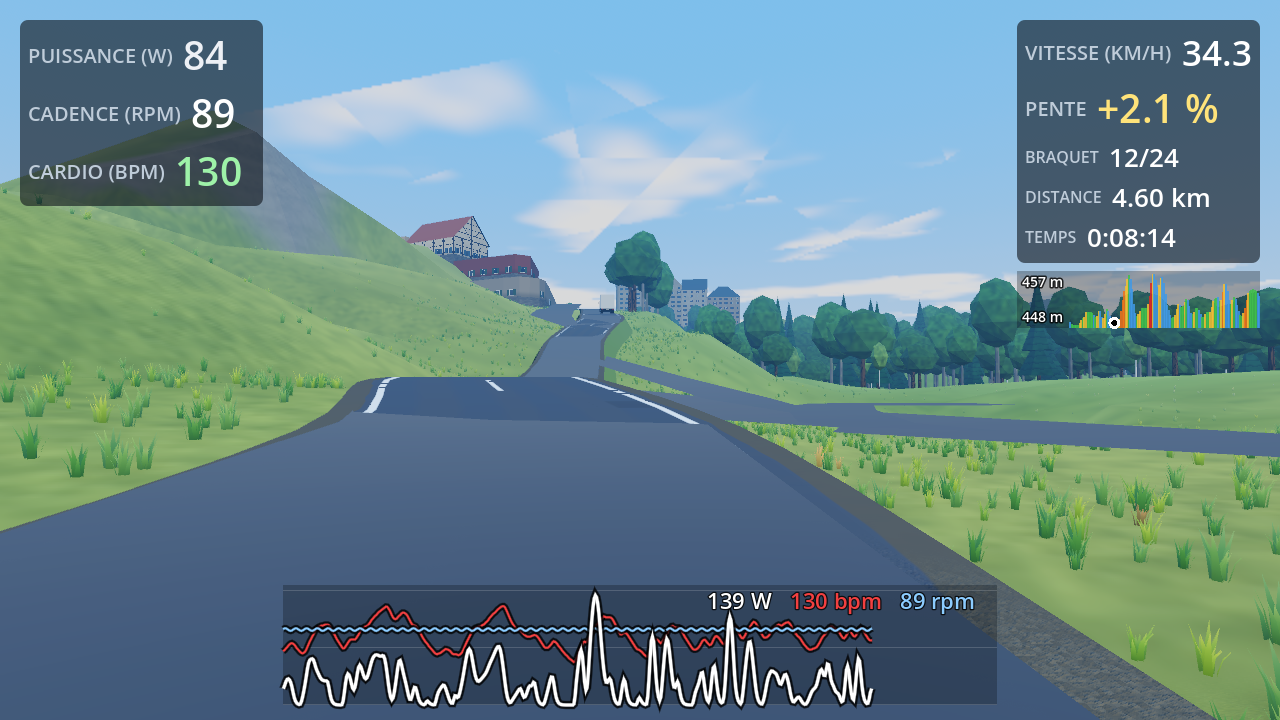 PUISSANCE (W) 84
CADENCE (RPM) 89
CARDIO (BPM) 130
VITESSE (KM/H) 34.3
PENTE +2.1 %
BRAQUET 12/24
DISTANCE 4.60 km
TEMPS 0:08:14
457 m
448 m
139 W 130 bpm 89 rpm